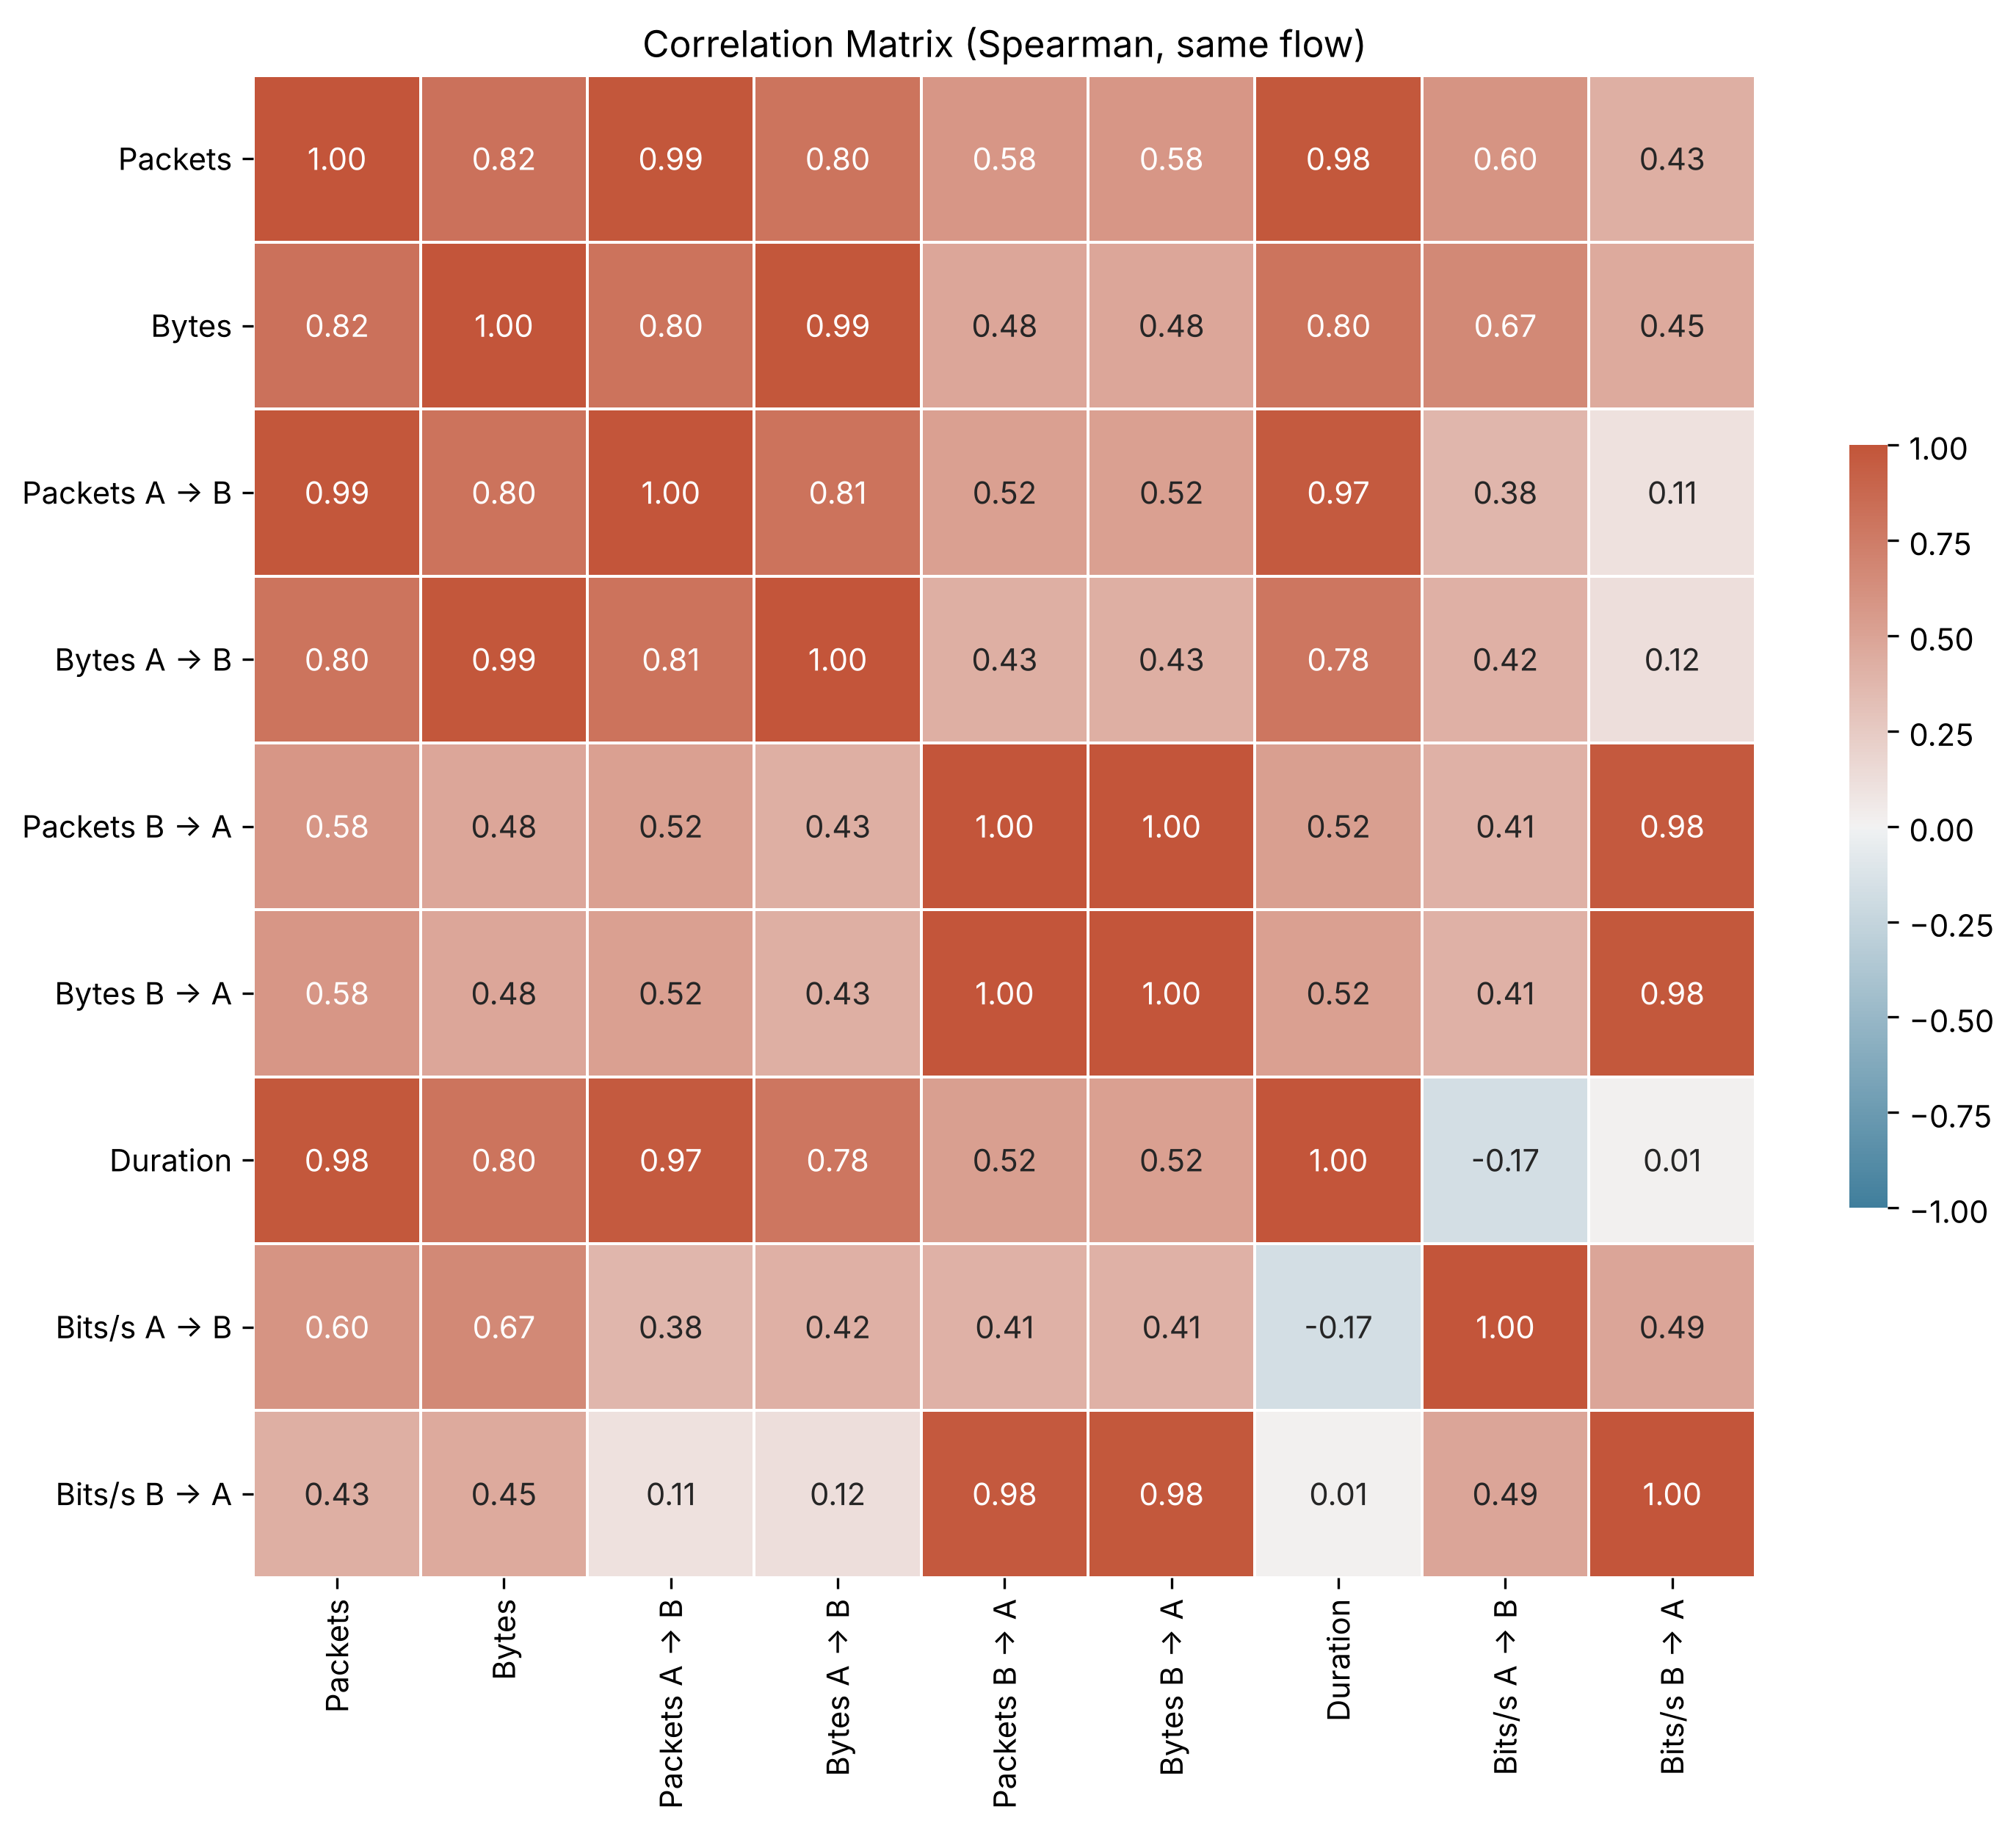 Correlation Matrix (Spearman, same flow)
Packets 1.00 0.82 0.99 0.80 0.58 0.58 0.98 0.60 0.43
Bytes 0.82 1.00 0.80 0.99 0.48 0.48 0.80 0.67 0.45
Packets A → B 0.99 0.80 1.00 0.81 0.52 0.52 0.97 0.38 0.11
Bytes A → B 0.80 0.99 0.81 1.00 0.43 0.43 0.78 0.42 0.12
Packets B → A 0.58 0.48 0.52 0.43 1.00 1.00 0.52 0.41 0.98
Bytes B → A 0.58 0.48 0.52 0.43 1.00 1.00 0.52 0.41 0.98
Duration 0.98 0.80 0.97 0.78 0.52 0.52 1.00 -0.17 0.01
Bits/s A → B 0.60 0.67 0.38 0.42 0.41 0.41 -0.17 1.00 0.49
Bits/s B → A 0.43 0.45 0.11 0.12 0.98 0.98 0.01 0.49 1.00
Packets
Bytes
Packets A → B
Bytes A → B
Packets B → A
Bytes B → A
Duration
Bits/s A → B
Bits/s B → A
1.00
0.75
0.50
0.25
0.00
−0.25
−0.50
−0.75
−1.00